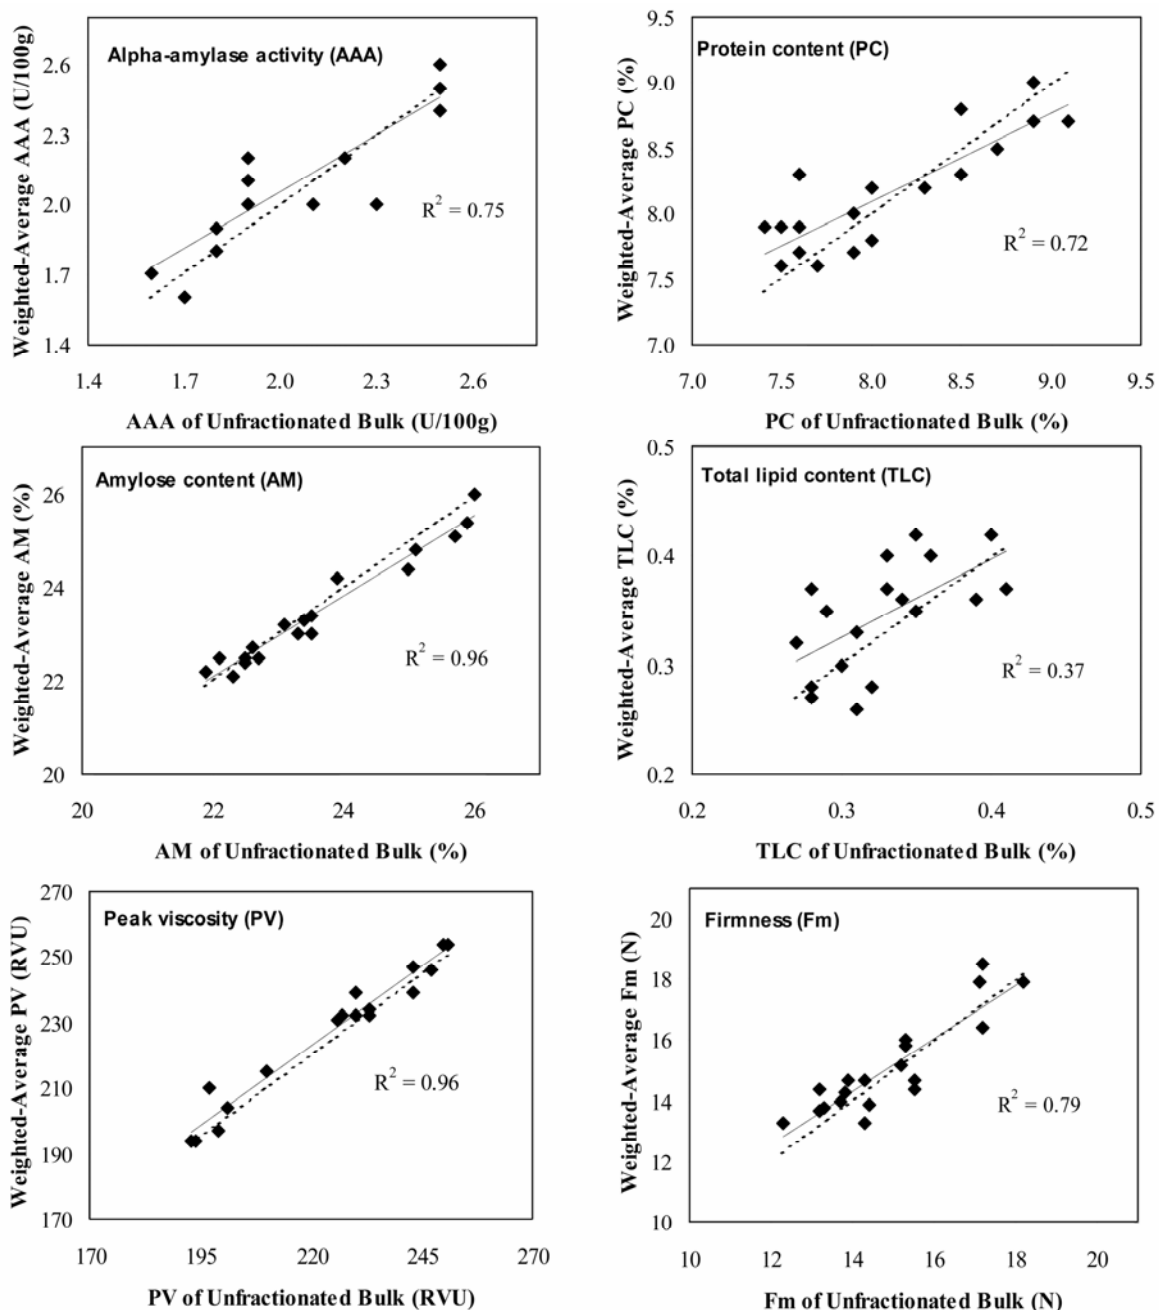 Alpha-amylase activity (AAA)
Weighted-Average AAA (U/100g)
2.6
2.3
2.0
1.7
1.4
R² = 0.75
1.4 1.7 2.0 2.3 2.6
AAA of Unfractionated Bulk (U/100g)
Protein content (PC)
Weighted-Average PC (%)
9.5
9.0
8.5
8.0
7.5
7.0
R² = 0.72
7.0 7.5 8.0 8.5 9.0 9.5
PC of Unfractionated Bulk (%)
Amylose content (AM)
Weighted-Average AM (%)
26
24
22
20
R² = 0.96
20 22 24 26
AM of Unfractionated Bulk (%)
Total lipid content (TLC)
Weighted-Average TLC (%)
0.5
0.4
0.3
0.2
R² = 0.37
0.2 0.3 0.4 0.5
TLC of Unfractionated Bulk (%)
Peak viscosity (PV)
Weighted-Average PV (RVU)
270
250
230
210
190
170
R² = 0.96
170 195 220 245 270
PV of Unfractionated Bulk (RVU)
Firmness (Fm)
Weighted-Average Fm (N)
20
18
16
14
12
10
R² = 0.79
10 12 14 16 18 20
Fm of Unfractionated Bulk (N)